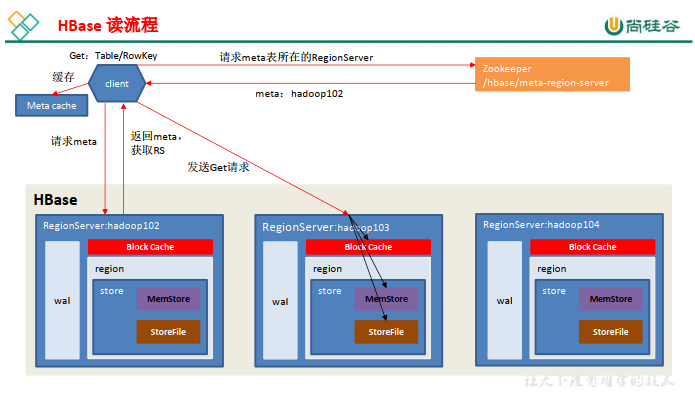 HBase 读流程
尚硅谷
Get：Table/RowKey
请求meta表所在的RegionServer
Zookeeper
/hbase/meta-region-server
client
缓存
meta：hadoop102
Meta cache
请求meta
返回meta，
获取RS
发送Get请求
HBase
RegionServer:hadoop102
Block Cache
region
wal
store
MemStore
StoreFile
RegionServer:hadoop103
Block Cache
region
wal
store
MemStore
StoreFile
RegionServer:hadoop104
Block Cache
region
wal
store
MemStore
StoreFile
让天下没有难学的技术